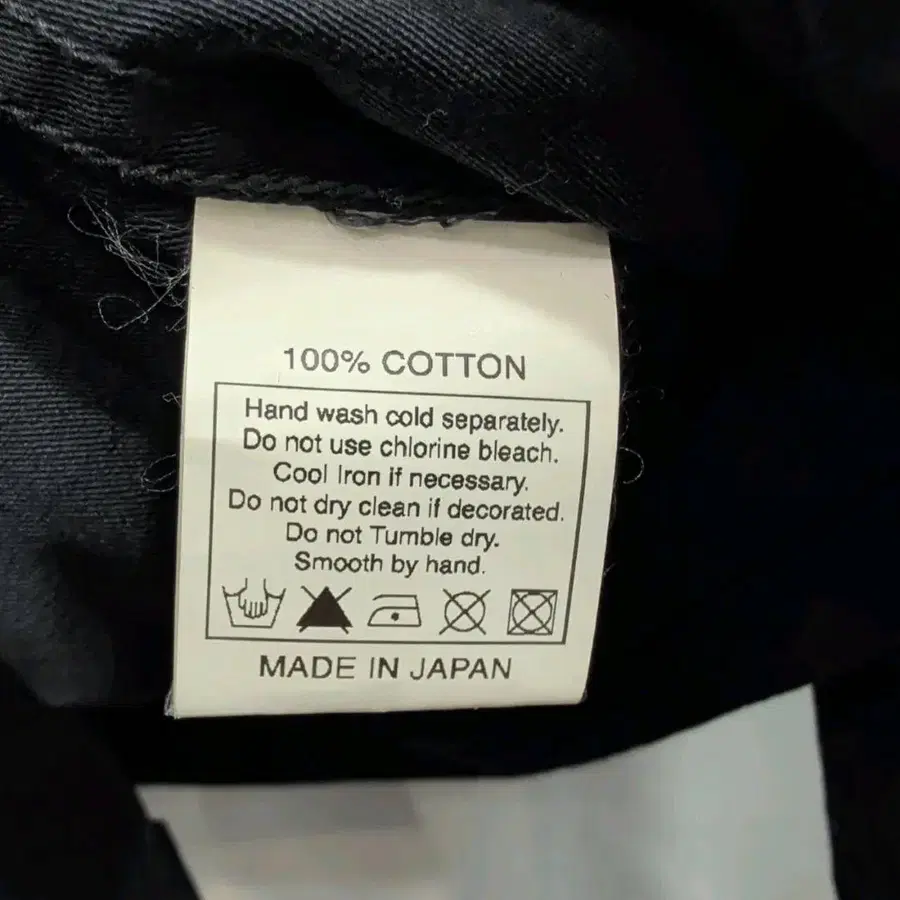 100% COTTON
Hand wash cold separately.
Do not use chlorine bleach.
Cool Iron if necessary.
Do not dry clean if decorated.
Do not Tumble dry.
Smooth by hand.
MADE IN JAPAN